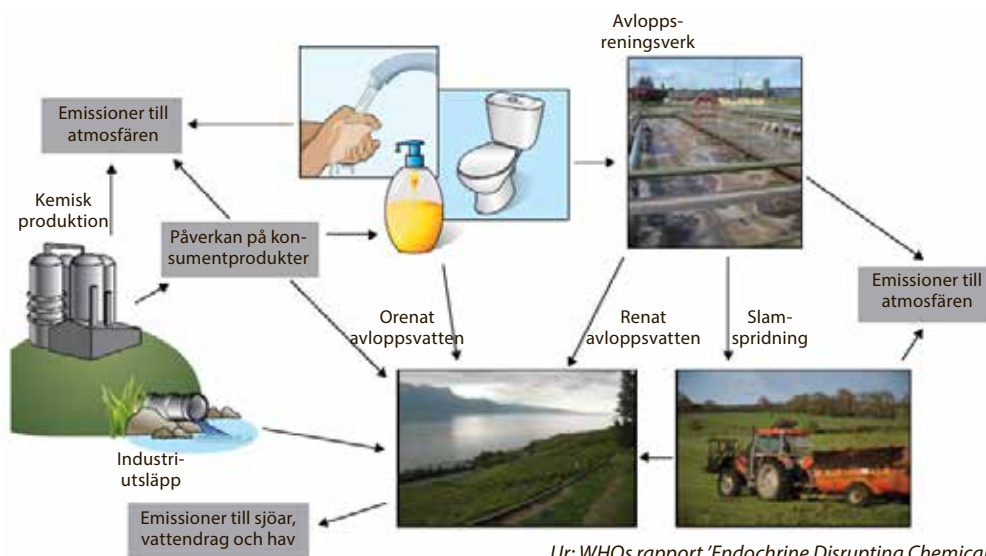 Avlopps-
reningsverk
Emissioner till
atmosfären
Kemisk
produktion
Påverkan på kon-
sumentprodukter
Emissioner till
atmosfären
Orenat
avloppsvatten
Renat
avloppsvatten
Slam-
spridning
Industri-
utsläpp
Emissioner till sjöar,
vattendrag och hav
Ur: WHOs rapport ’Endocrine Disrupting Chemical